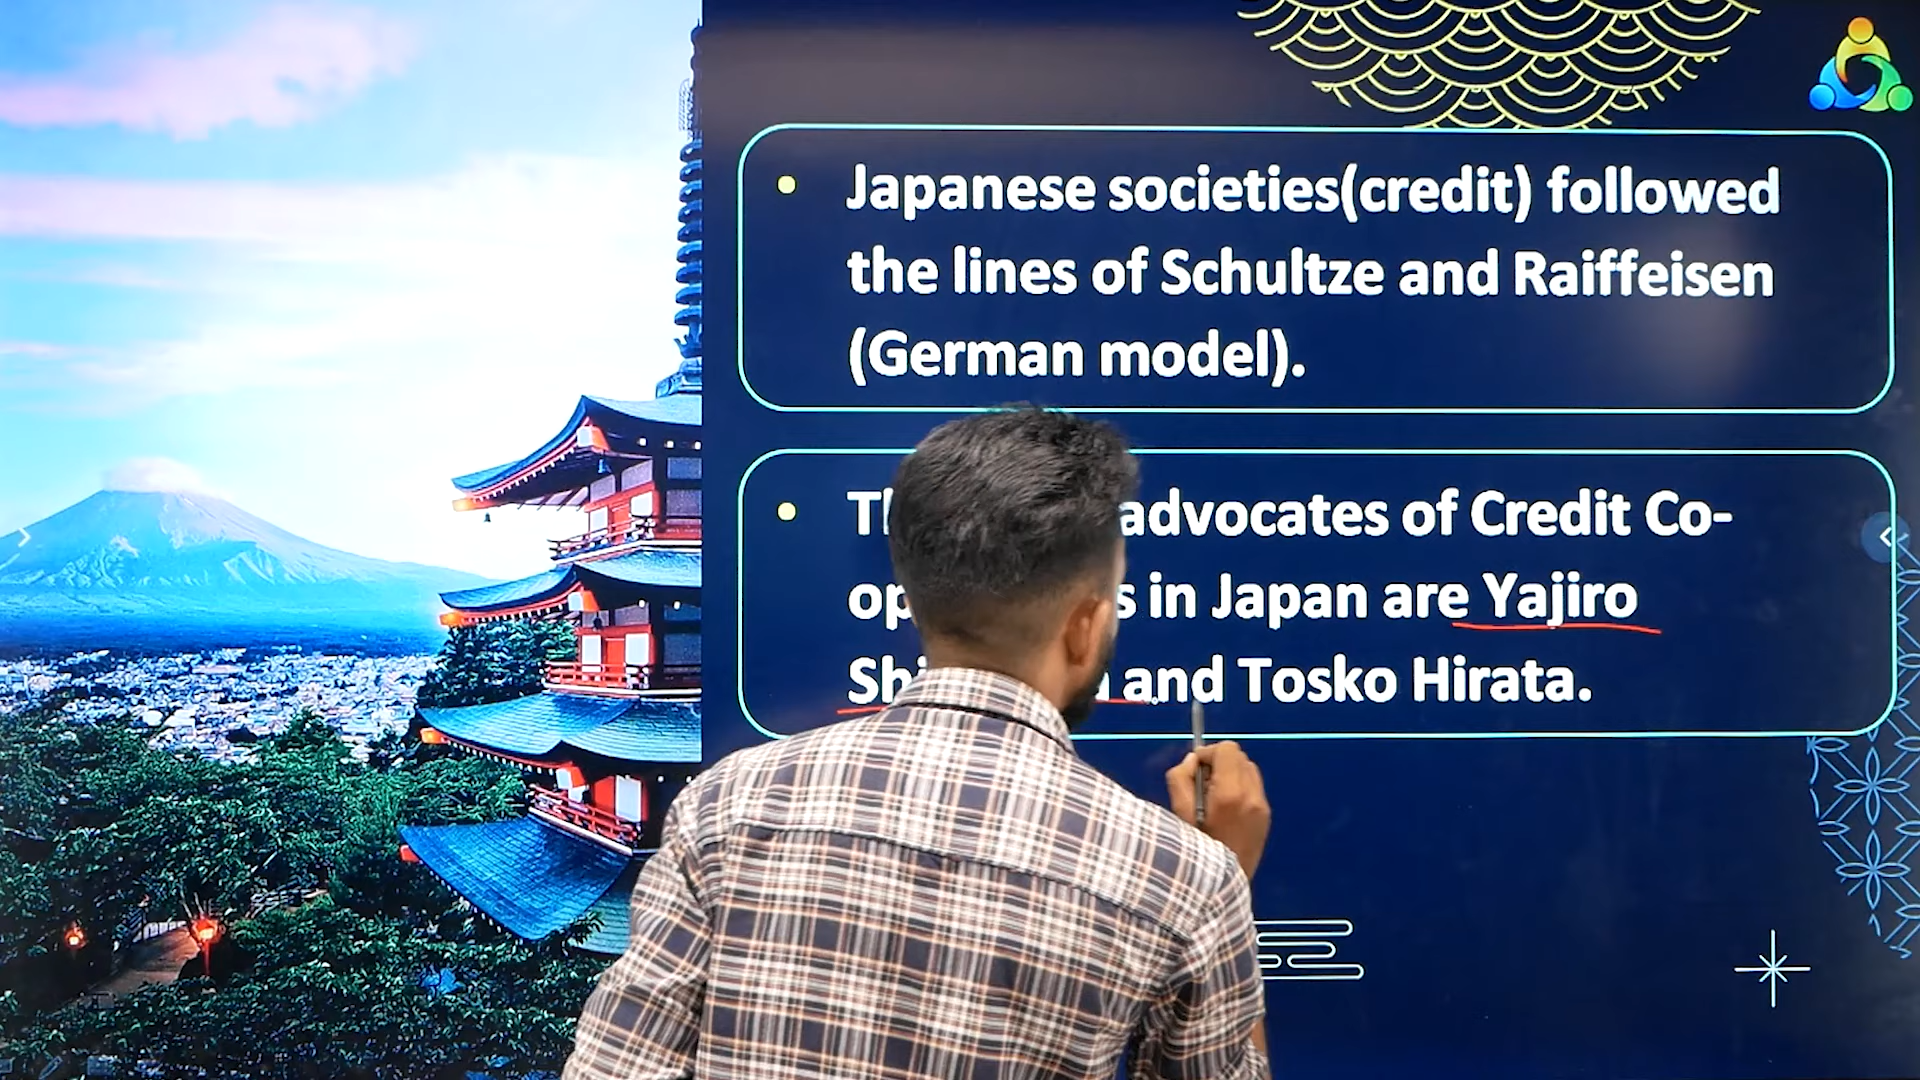 Japanese societies(credit) followed
the lines of Schultze and Raiffeisen
(German model).
advocates of Credit Co-
in Japan are Yajiro
and Tosko Hirata.